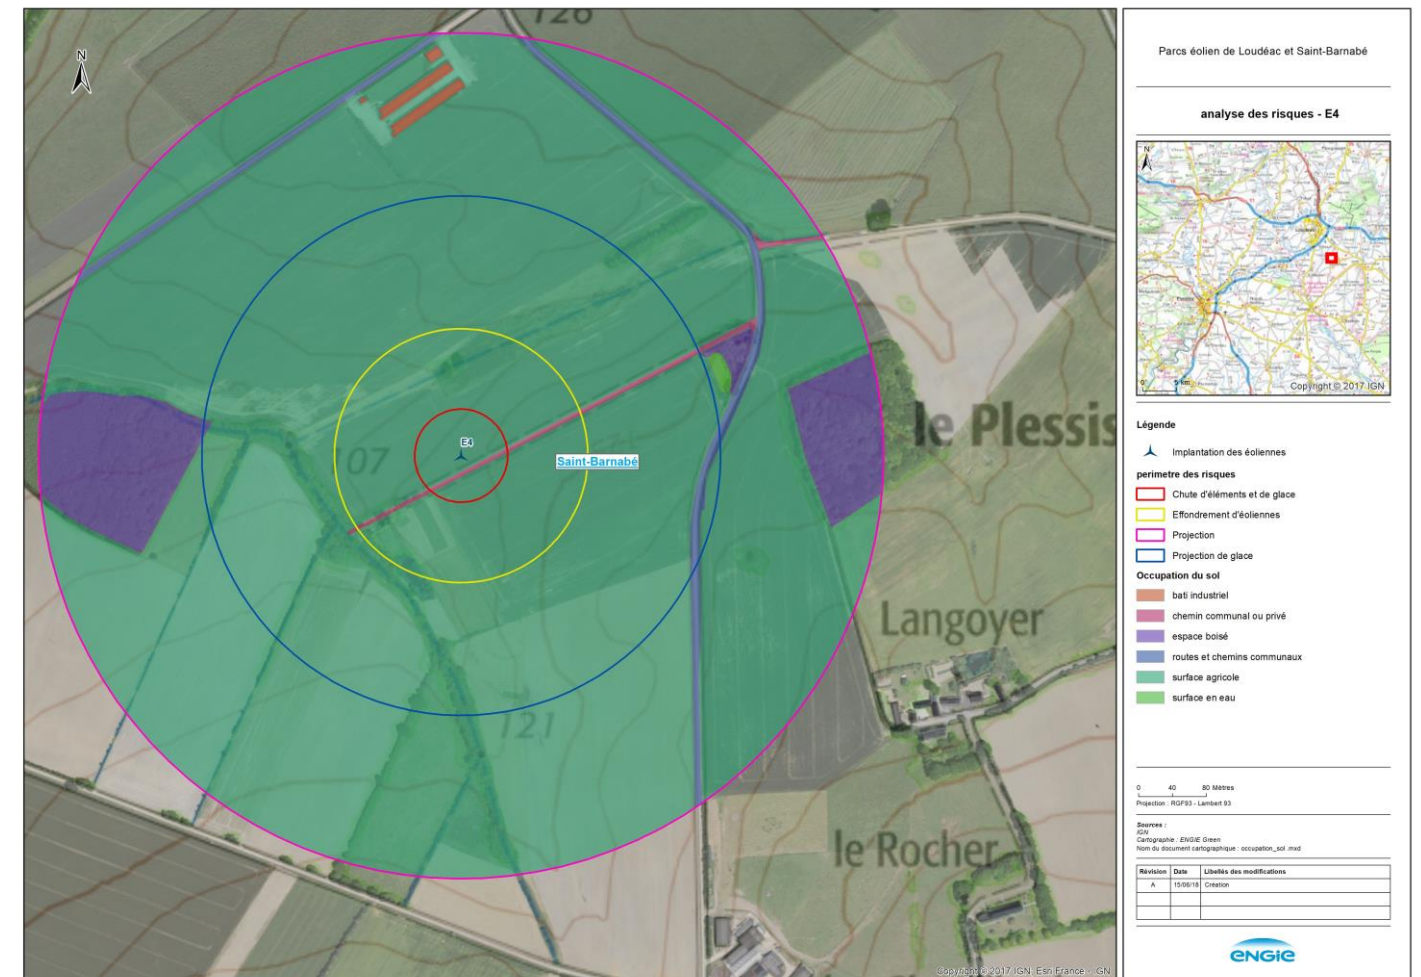 126
N
107
E4
Saint-Barnabé
le Plessis
Langoyer
121
le Rocher
Copyright © 2017 IGN, Esri France - IGN
Parcs éolien de Loudéac et Saint-Barnabé
analyse des risques - E4
N
0 5 km
Copyright © 2017 IGN
Légende
Implantation des éoliennes
perimetre des risques
Chute d'éléments et de glace
Effondrement d'éoliennes
Projection
Projection de glace
Occupation du sol
bati industriel
chemin communal ou privé
espace boisé
routes et chemins communaux
surface agricole
surface en eau
0 40 80 Mètres
Projection : RGF93 - Lambert 93
Sources :
IGN
Cartographie : ENGIE Green
Nom du document cartographique : occupation_sol .mxd
Révision Date Libellés des modifications
A 15/06/18 Création
ENGIE